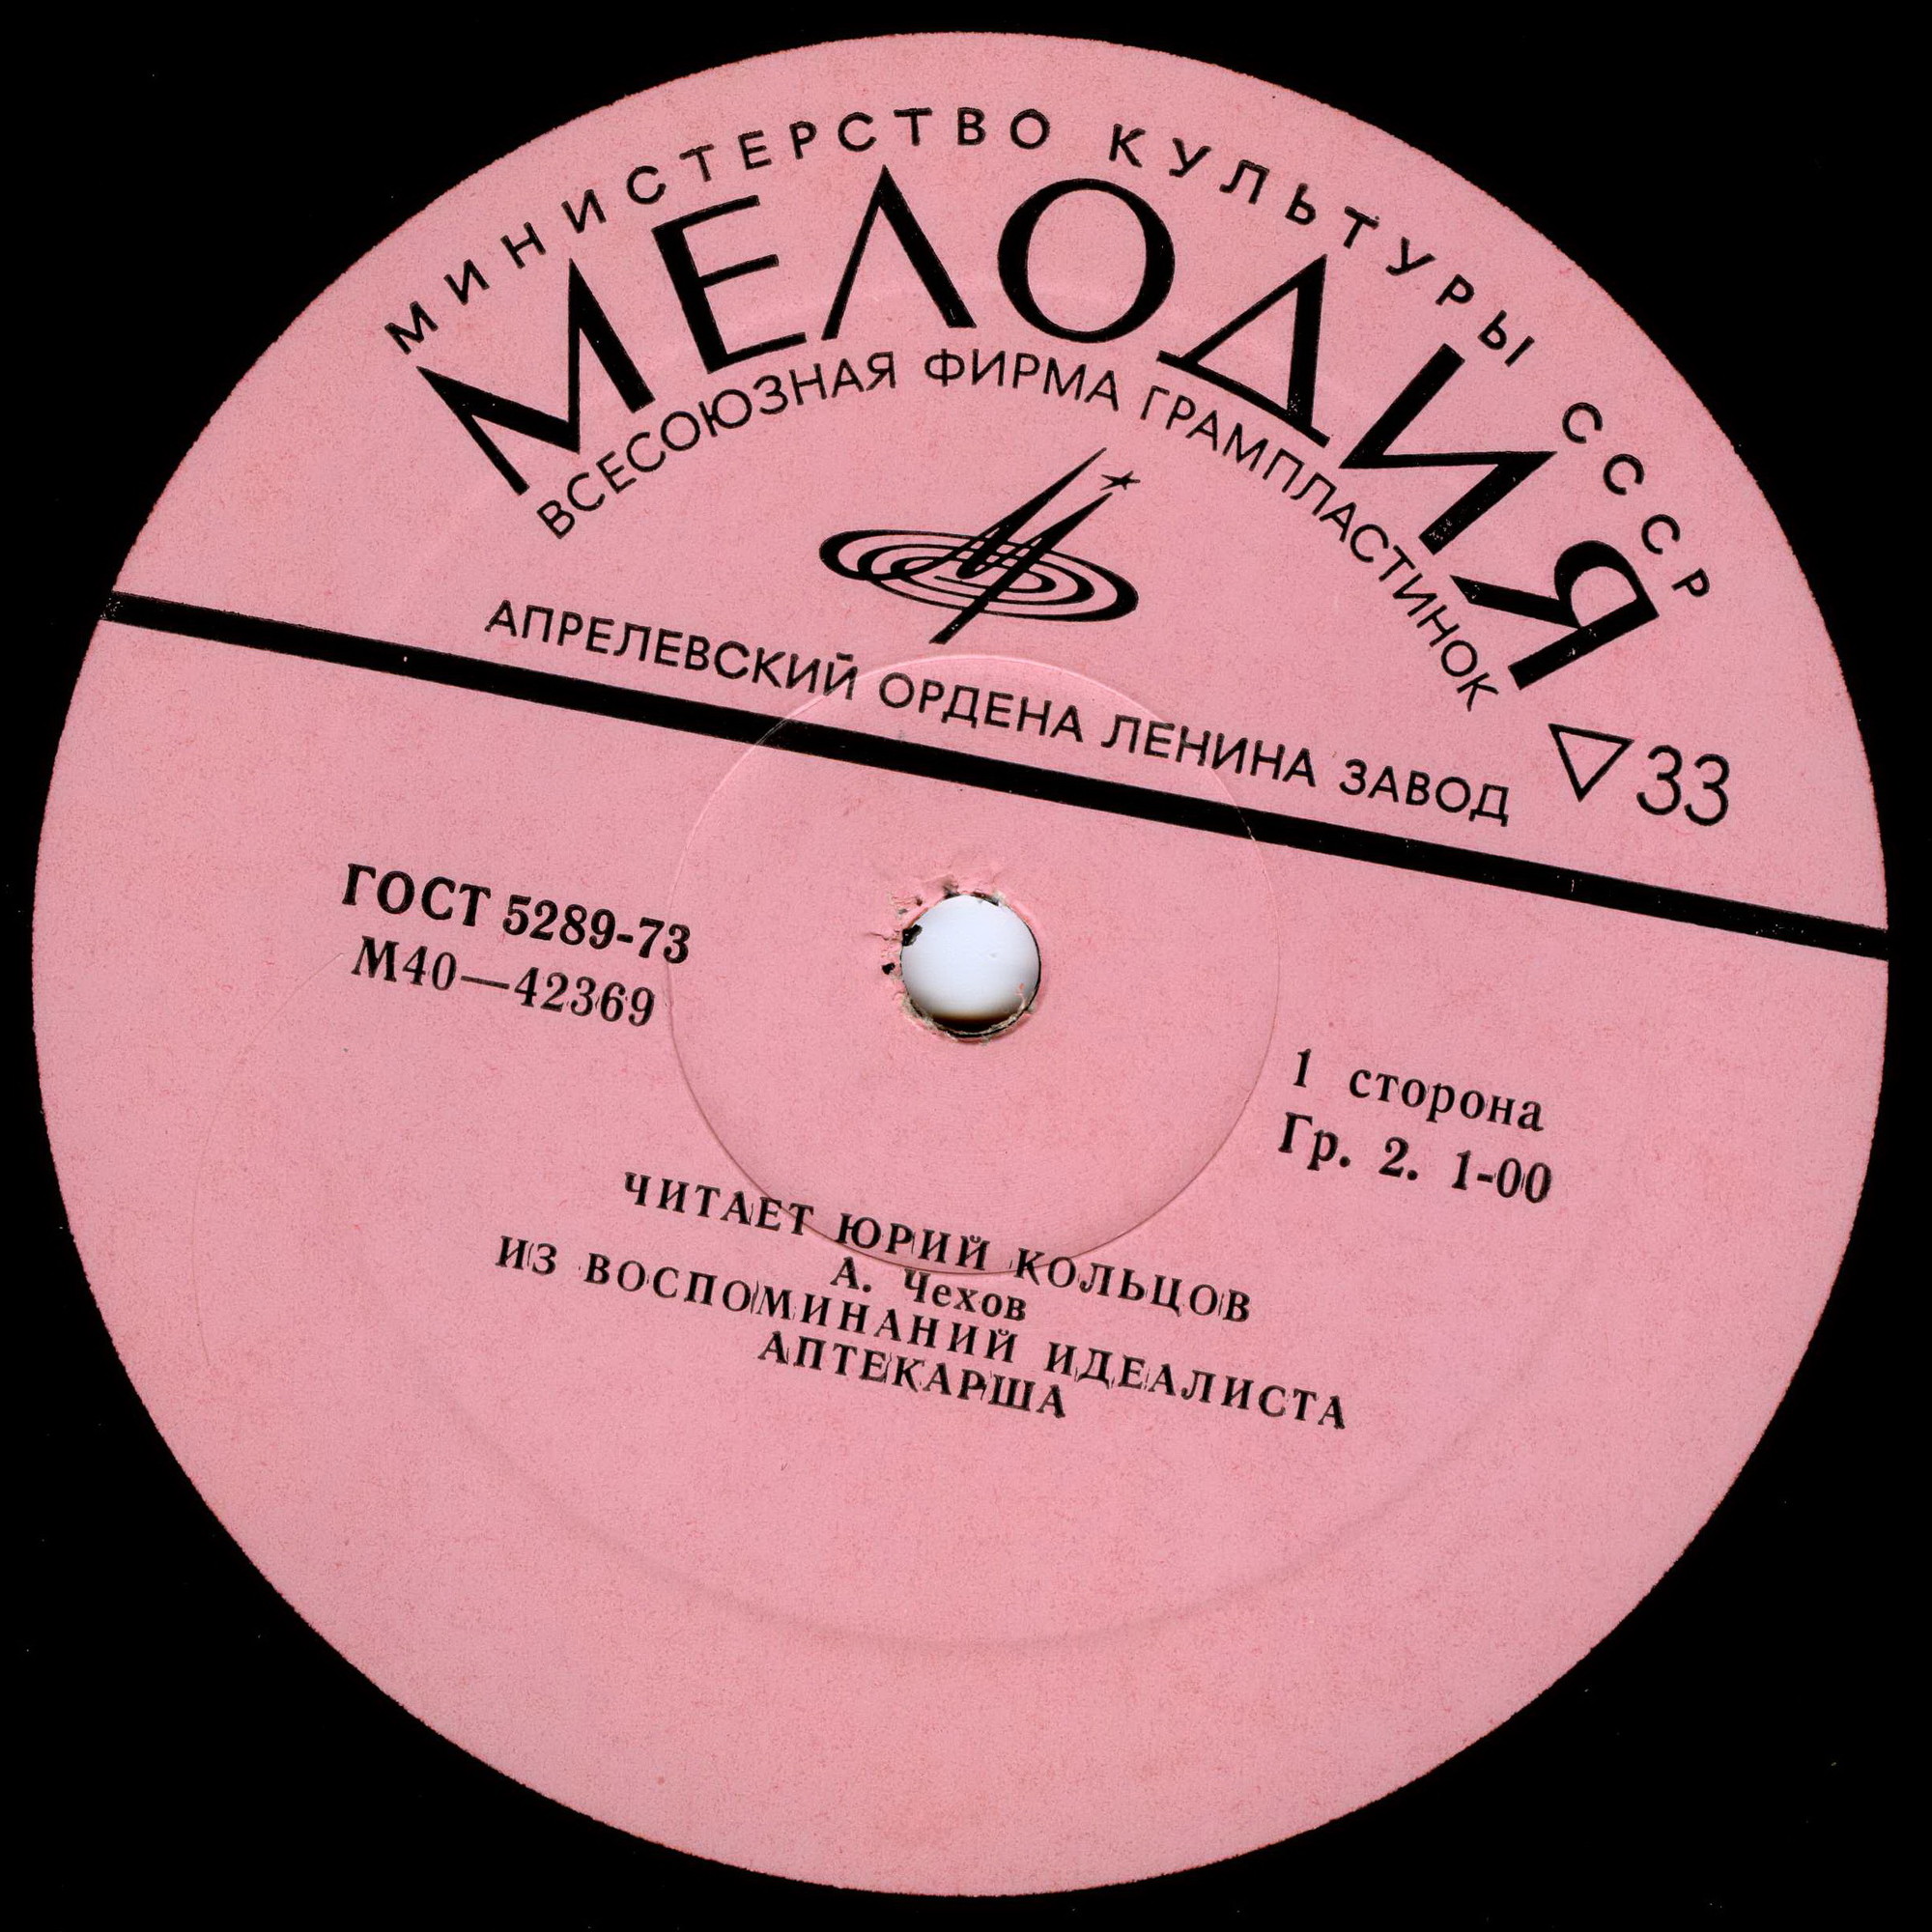 МИНИСТЕРСТВО КУЛЬТУРЫ СССР
МЕЛОДИЯ
ВСЕСОЮЗНАЯ ФИРМА ГРАМПЛАСТИНОК
АПРЕЛЕВСКИЙ ОРДЕНА ЛЕНИНА ЗАВОД
▽33
ГОСТ 5289-73
М40—42369
1 сторона
Гр. 2. 1-00
ЧИТАЕТ ЮРИЙ КОЛЬЦОВ
А. Чехов
ИЗ ВОСПОМИНАНИЙ ИДЕАЛИСТА
АПТЕКАРША